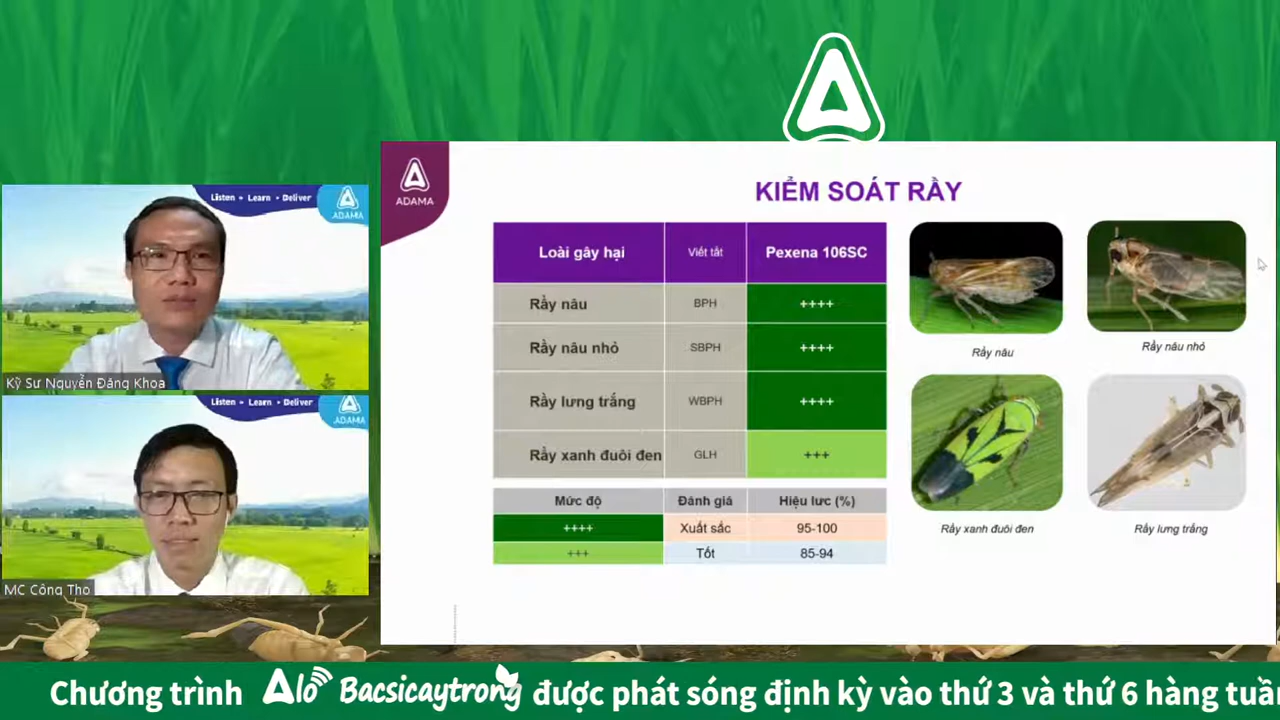 Listen • Learn • Deliver
ADAMA
Kỹ Sư Nguyễn Đăng Khoa
Listen • Learn • Deliver
ADAMA
MC Công Tho
ADAMA
KIỂM SOÁT RẦY
Loài gây hại Viết tắt Pexena 106SC
Rầy nâu BPH ++++
Rầy nâu nhỏ SBPH ++++
Rầy lưng trắng WBPH ++++
Rầy xanh đuôi đen GLH +++
Mức độ Đánh giá Hiệu lực (%)
++++ Xuất sắc 95-100
+++ Tốt 85-94
Rầy nâu
Rầy nâu nhỏ
Rầy xanh đuôi đen
Rầy lưng trắng
Chương trình Alô Bacsicaytrong được phát sóng định kỳ vào thứ 3 và thứ 6 hàng tuần